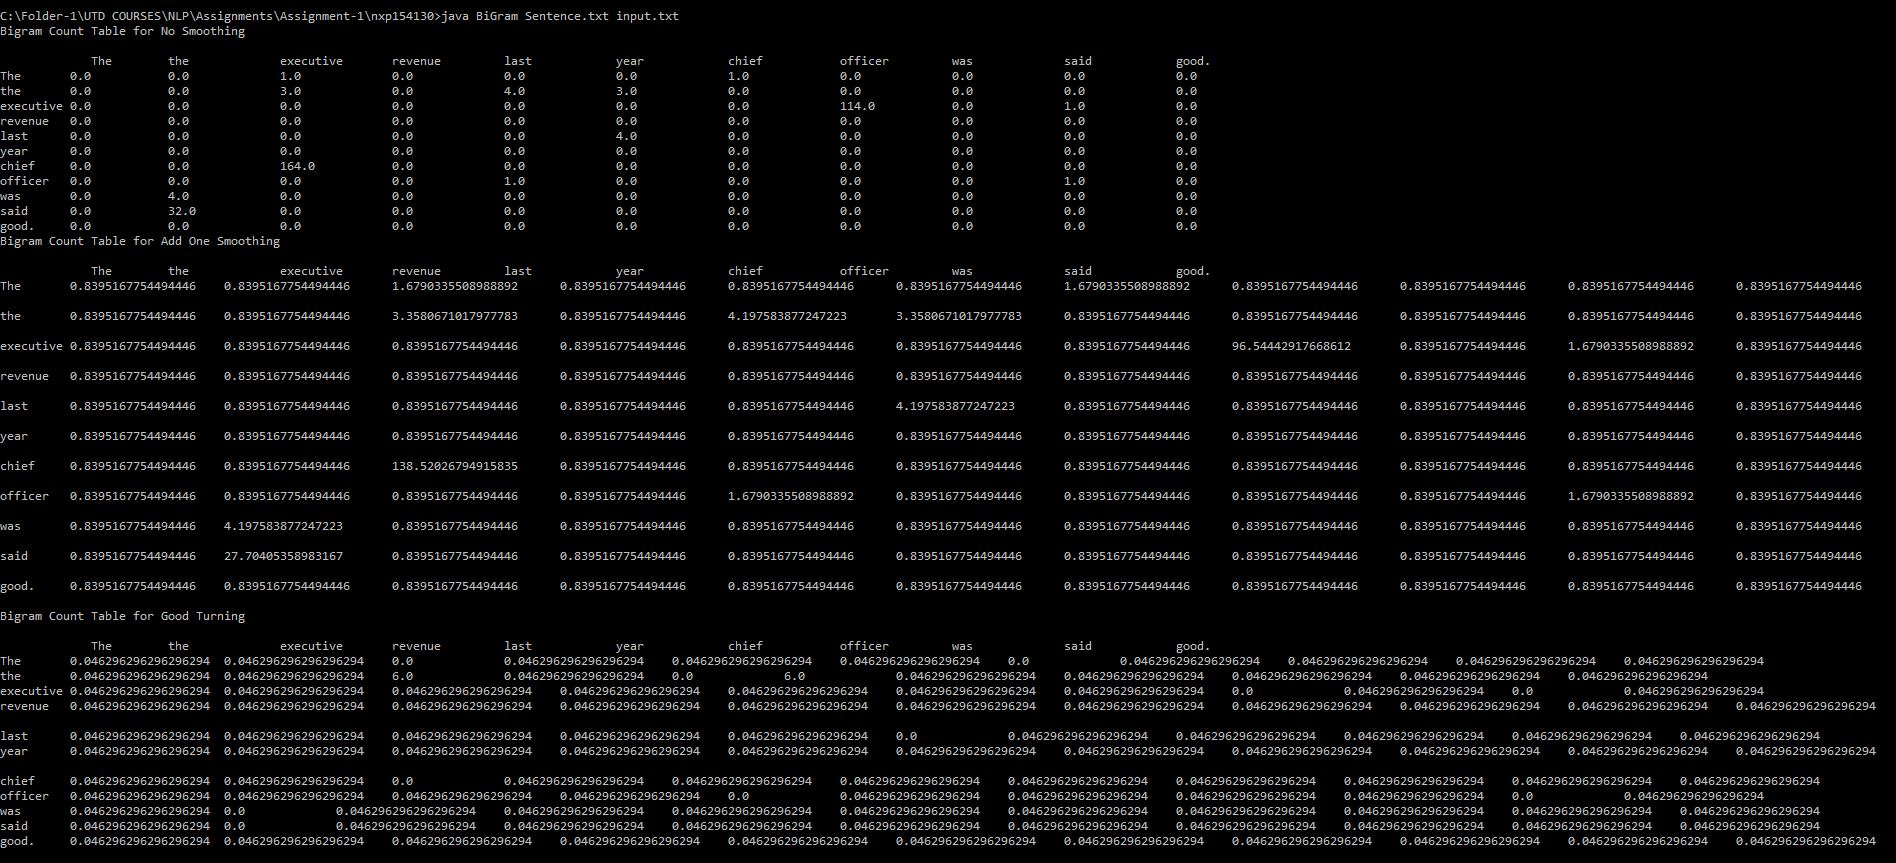 C:\Folder-1\UTD COURSES\NLP\Assignments\Assignment-1\nxp154130>java BiGram Sentence.txt input.txt
Bigram Count Table for No Smoothing
The the executive revenue last year chief officer was said good.
The 0.0 0.0 1.0 0.0 0.0 0.0 1.0 0.0 0.0 0.0 0.0
the 0.0 0.0 3.0 0.0 4.0 3.0 0.0 0.0 0.0 0.0 0.0
executive 0.0 0.0 0.0 0.0 0.0 0.0 0.0 114.0 0.0 1.0 0.0
revenue 0.0 0.0 0.0 0.0 0.0 0.0 0.0 0.0 0.0 0.0 0.0
last 0.0 0.0 0.0 0.0 0.0 4.0 0.0 0.0 0.0 0.0 0.0
year 0.0 0.0 0.0 0.0 0.0 0.0 0.0 0.0 0.0 0.0 0.0
chief 0.0 0.0 164.0 0.0 0.0 0.0 0.0 0.0 0.0 0.0 0.0
officer 0.0 0.0 0.0 0.0 1.0 0.0 0.0 0.0 0.0 1.0 0.0
was 0.0 4.0 0.0 0.0 0.0 0.0 0.0 0.0 0.0 0.0 0.0
said 0.0 32.0 0.0 0.0 0.0 0.0 0.0 0.0 0.0 0.0 0.0
good. 0.0 0.0 0.0 0.0 0.0 0.0 0.0 0.0 0.0 0.0 0.0
Bigram Count Table for Add One Smoothing
The the executive revenue last year chief officer was said good.
The 0.8395167754494446 0.8395167754494446 1.6790335508988892 0.8395167754494446 0.8395167754494446 0.8395167754494446 1.6790335508988892 0.8395167754494446 0.8395167754494446 0.8395167754494446 0.8395167754494446
the 0.8395167754494446 0.8395167754494446 3.3580671017977783 0.8395167754494446 4.197583877247223 3.3580671017977783 0.8395167754494446 0.8395167754494446 0.8395167754494446 0.8395167754494446 0.8395167754494446
executive 0.8395167754494446 0.8395167754494446 0.8395167754494446 0.8395167754494446 0.8395167754494446 0.8395167754494446 0.8395167754494446 96.54442917668612 0.8395167754494446 1.6790335508988892 0.8395167754494446
revenue 0.8395167754494446 0.8395167754494446 0.8395167754494446 0.8395167754494446 0.8395167754494446 0.8395167754494446 0.8395167754494446 0.8395167754494446 0.8395167754494446 0.8395167754494446 0.8395167754494446
last 0.8395167754494446 0.8395167754494446 0.8395167754494446 0.8395167754494446 0.8395167754494446 4.197583877247223 0.8395167754494446 0.8395167754494446 0.8395167754494446 0.8395167754494446 0.8395167754494446
year 0.8395167754494446 0.8395167754494446 0.8395167754494446 0.8395167754494446 0.8395167754494446 0.8395167754494446 0.8395167754494446 0.8395167754494446 0.8395167754494446 0.8395167754494446 0.8395167754494446
chief 0.8395167754494446 0.8395167754494446 138.52026794915835 0.8395167754494446 0.8395167754494446 0.8395167754494446 0.8395167754494446 0.8395167754494446 0.8395167754494446 0.8395167754494446 0.8395167754494446
officer 0.8395167754494446 0.8395167754494446 0.8395167754494446 0.8395167754494446 1.6790335508988892 0.8395167754494446 0.8395167754494446 0.8395167754494446 0.8395167754494446 1.6790335508988892 0.8395167754494446
was 0.8395167754494446 4.197583877247223 0.8395167754494446 0.8395167754494446 0.8395167754494446 0.8395167754494446 0.8395167754494446 0.8395167754494446 0.8395167754494446 0.8395167754494446 0.8395167754494446
said 0.8395167754494446 27.70405358983167 0.8395167754494446 0.8395167754494446 0.8395167754494446 0.8395167754494446 0.8395167754494446 0.8395167754494446 0.8395167754494446 0.8395167754494446 0.8395167754494446
good. 0.8395167754494446 0.8395167754494446 0.8395167754494446 0.8395167754494446 0.8395167754494446 0.8395167754494446 0.8395167754494446 0.8395167754494446 0.8395167754494446 0.8395167754494446 0.8395167754494446
Bigram Count Table for Good Turning
The the executive revenue last year chief officer was said good.
The 0.046296296296296294 0.046296296296296294 0.0 0.046296296296296294 0.046296296296296294 0.046296296296296294 0.0 0.046296296296296294 0.046296296296296294 0.046296296296296294 0.046296296296296294
the 0.046296296296296294 0.046296296296296294 6.0 0.046296296296296294 0.0 6.0 0.046296296296296294 0.046296296296296294 0.046296296296296294 0.046296296296296294 0.046296296296296294
executive 0.046296296296296294 0.046296296296296294 0.046296296296296294 0.046296296296296294 0.046296296296296294 0.046296296296296294 0.046296296296296294 0.0 0.046296296296296294 0.0 0.046296296296296294
revenue 0.046296296296296294 0.046296296296296294 0.046296296296296294 0.046296296296296294 0.046296296296296294 0.046296296296296294 0.046296296296296294 0.046296296296296294 0.046296296296296294 0.046296296296296294 0.046296296296296294
last 0.046296296296296294 0.046296296296296294 0.046296296296296294 0.046296296296296294 0.046296296296296294 0.0 0.046296296296296294 0.046296296296296294 0.046296296296296294 0.046296296296296294 0.046296296296296294
year 0.046296296296296294 0.046296296296296294 0.046296296296296294 0.046296296296296294 0.046296296296296294 0.046296296296296294 0.046296296296296294 0.046296296296296294 0.046296296296296294 0.046296296296296294 0.046296296296296294
chief 0.046296296296296294 0.046296296296296294 0.0 0.046296296296296294 0.046296296296296294 0.046296296296296294 0.046296296296296294 0.046296296296296294 0.046296296296296294 0.046296296296296294 0.046296296296296294
officer 0.046296296296296294 0.046296296296296294 0.046296296296296294 0.046296296296296294 0.0 0.046296296296296294 0.046296296296296294 0.046296296296296294 0.046296296296296294 0.0 0.046296296296296294
was 0.046296296296296294 0.0 0.046296296296296294 0.046296296296296294 0.046296296296296294 0.046296296296296294 0.046296296296296294 0.046296296296296294 0.046296296296296294 0.046296296296296294 0.046296296296296294
said 0.046296296296296294 0.0 0.046296296296296294 0.046296296296296294 0.046296296296296294 0.046296296296296294 0.046296296296296294 0.046296296296296294 0.046296296296296294 0.046296296296296294 0.046296296296296294
good. 0.046296296296296294 0.046296296296296294 0.046296296296296294 0.046296296296296294 0.046296296296296294 0.046296296296296294 0.046296296296296294 0.046296296296296294 0.046296296296296294 0.046296296296296294 0.046296296296296294